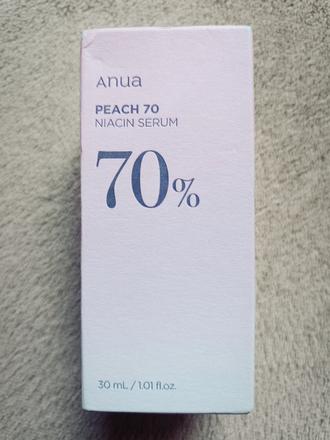 Anua
PEACH 70
NIACIN SERUM
70%
30 mL / 1.01 fl.oz.